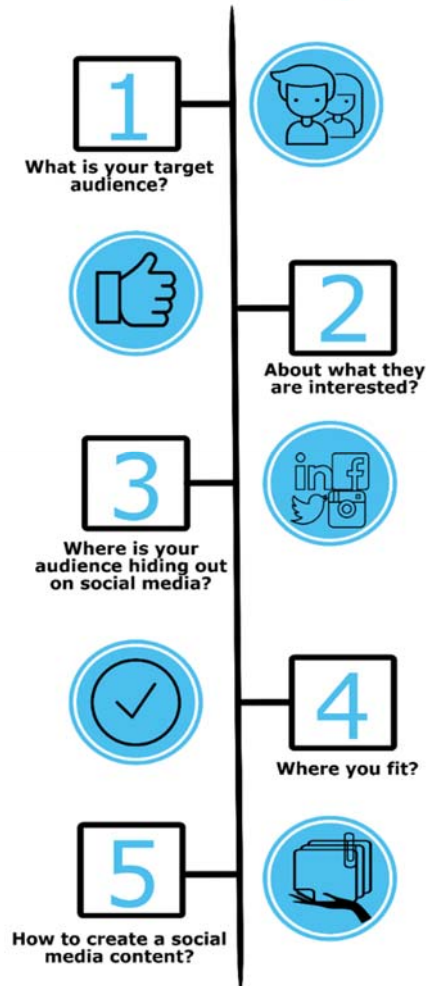 1
What is your target
audience?
2
About what they
are interested?
3
Where is your
audience hiding out
on social media?
in f
4
Where you fit?
5
How to create a social
media content?